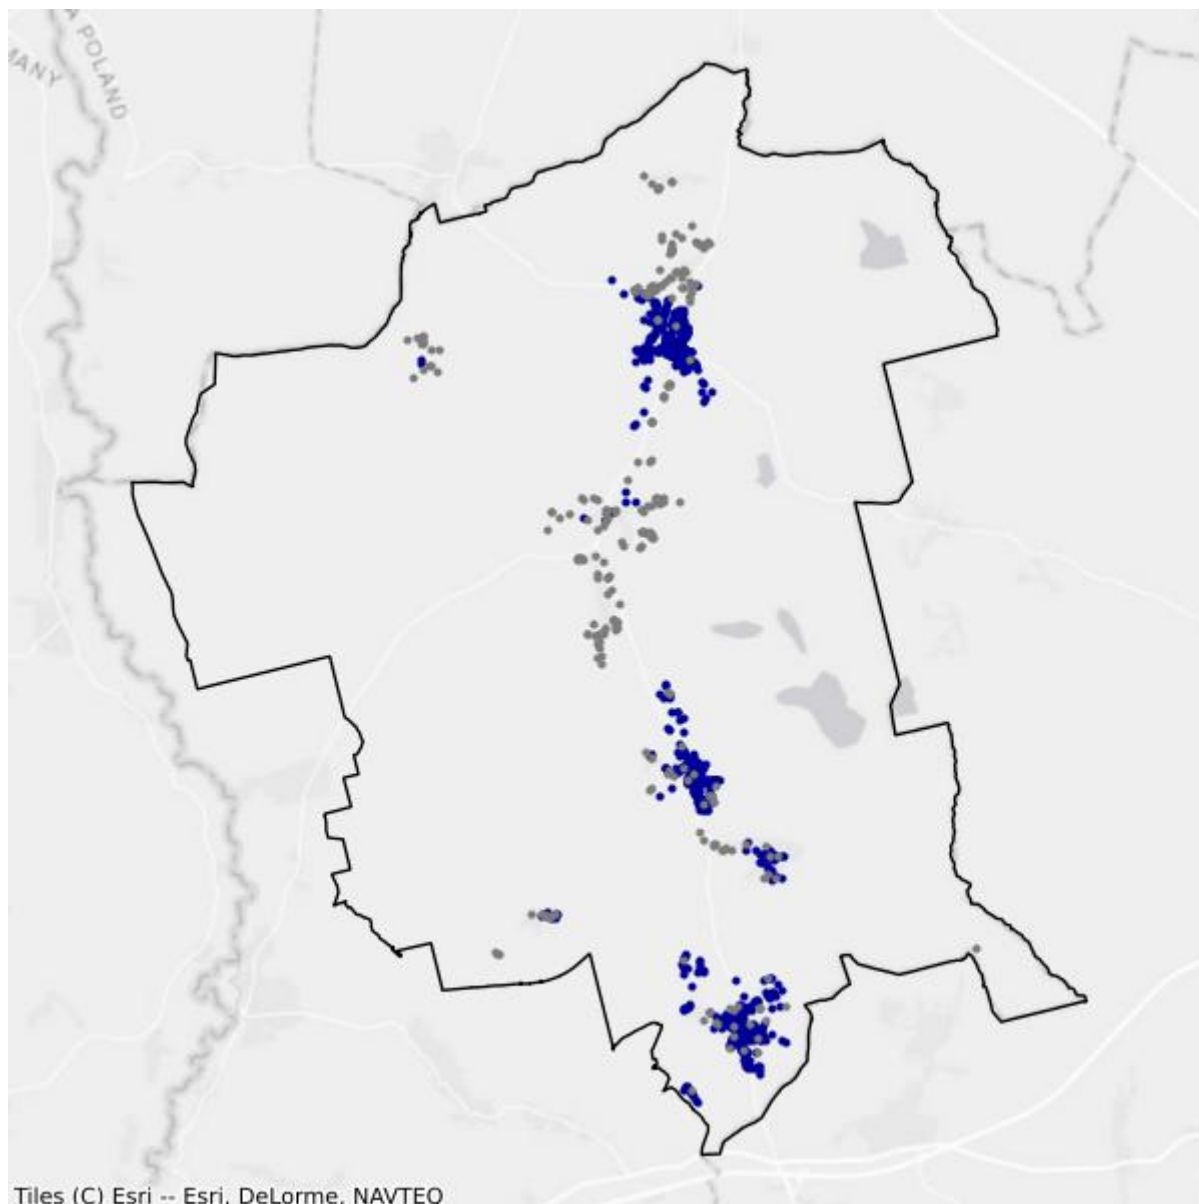 A POLAND
MANY
Tiles (C) Esri -- Esri, DeLorme, NAVTEQ